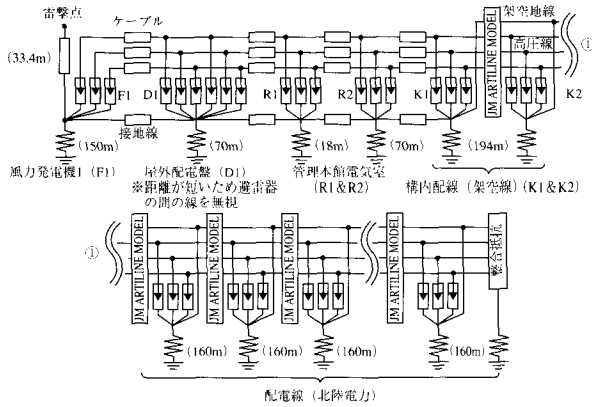 雷撃点
ケーブル
架空地線
(33.4m)
JM ARTILINE MODEL
高圧線
①
F1
D1
R1
R2
K1
K2
接地線
(150m)
(70m)
(18m)
(70m)
(194m)
風力発電機1 (F1)
屋外配電盤 (D1)
※距離が短いため避雷器
の間の線を無視
管理本館電気室
(R1&R2)
構内配線 (架空線) (K1&K2)
①
JM ARTILINE MODEL
JM ARTILINE MODEL
JM ARTILINE MODEL
JM ARTILINE MODEL
整合抵抗
(160m)
(160m)
(160m)
(160m)
配電線 (北陸電力)